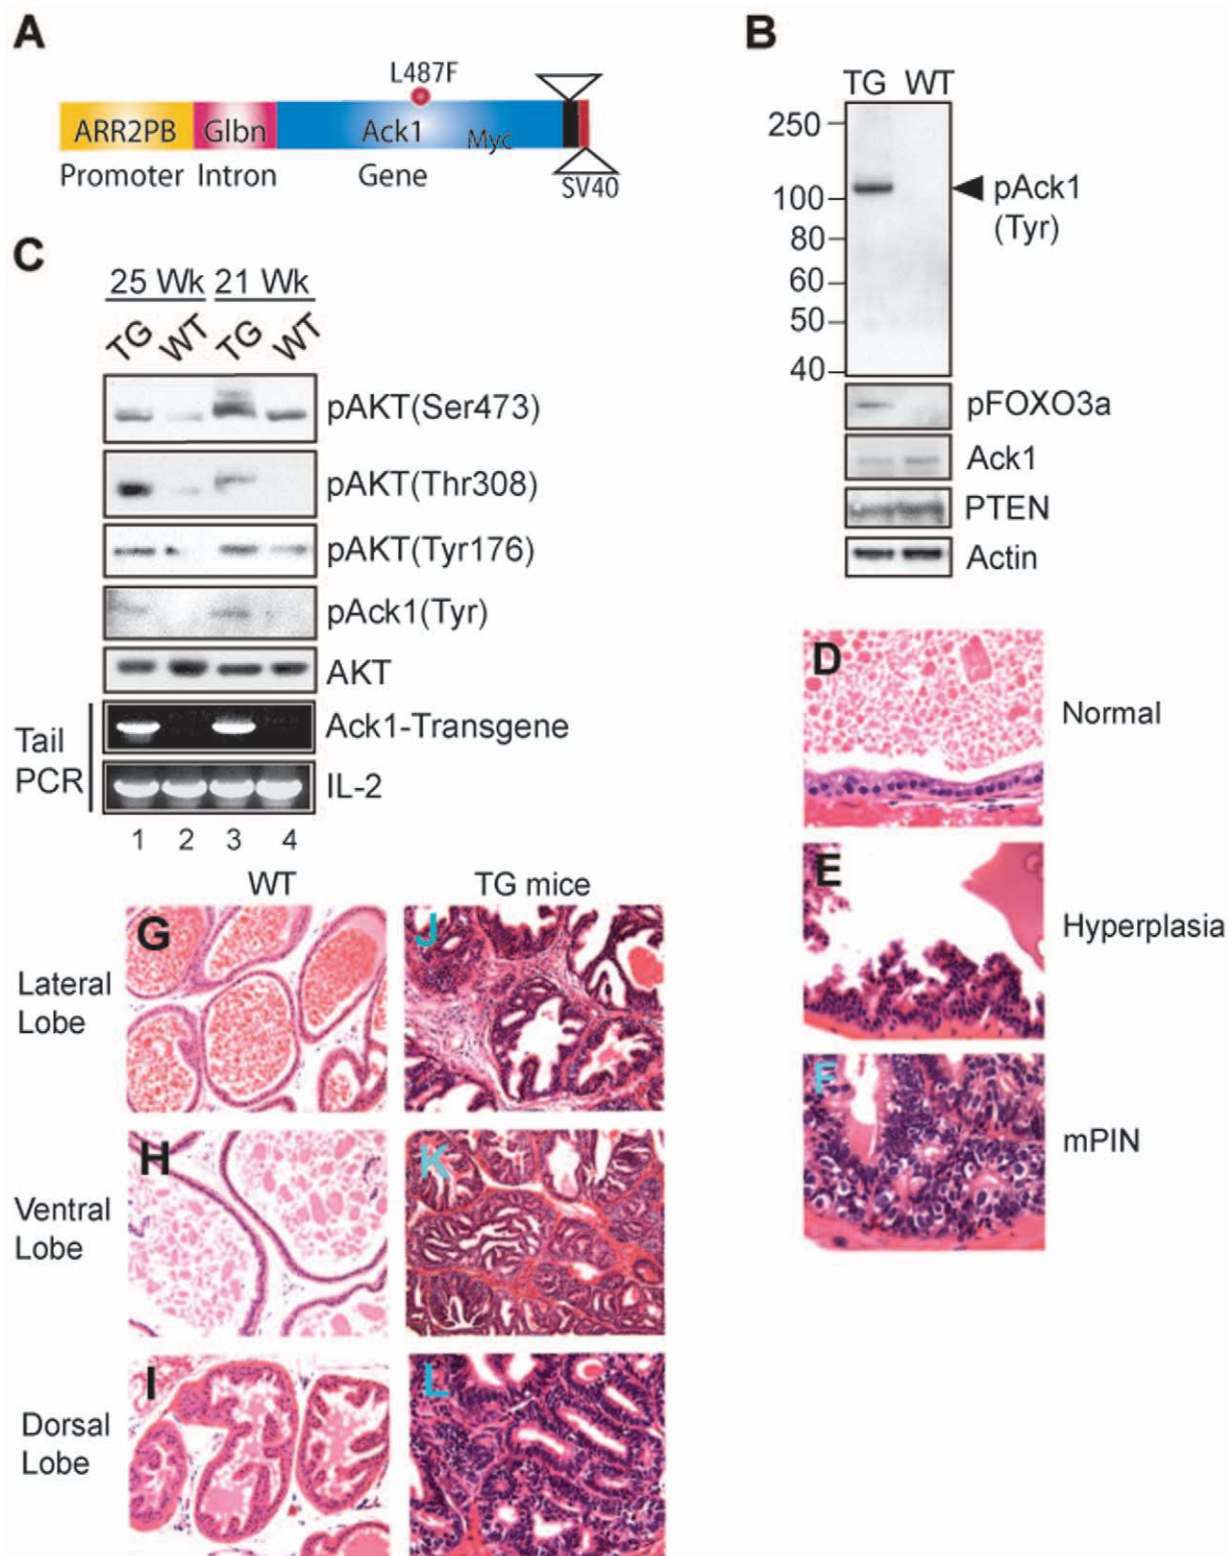 A
L487F
ARR2PB Glbn Ack1 Myc
Promoter Intron Gene
SV40
B
TG WT
250
100
80
60
50
40
pAck1
(Tyr)
pFOXO3a
Ack1
PTEN
Actin
C
25 Wk 21 Wk
TG WT TG WT
pAKT(Ser473)
pAKT(Thr308)
pAKT(Tyr176)
pAck1(Tyr)
AKT
Tail
PCR
Ack1-Transgene
IL-2
1 2 3 4
D
Normal
E
Hyperplasia
F
mPIN
WT TG mice
Lateral
Lobe
G J
Ventral
Lobe
H K
Dorsal
Lobe
I L